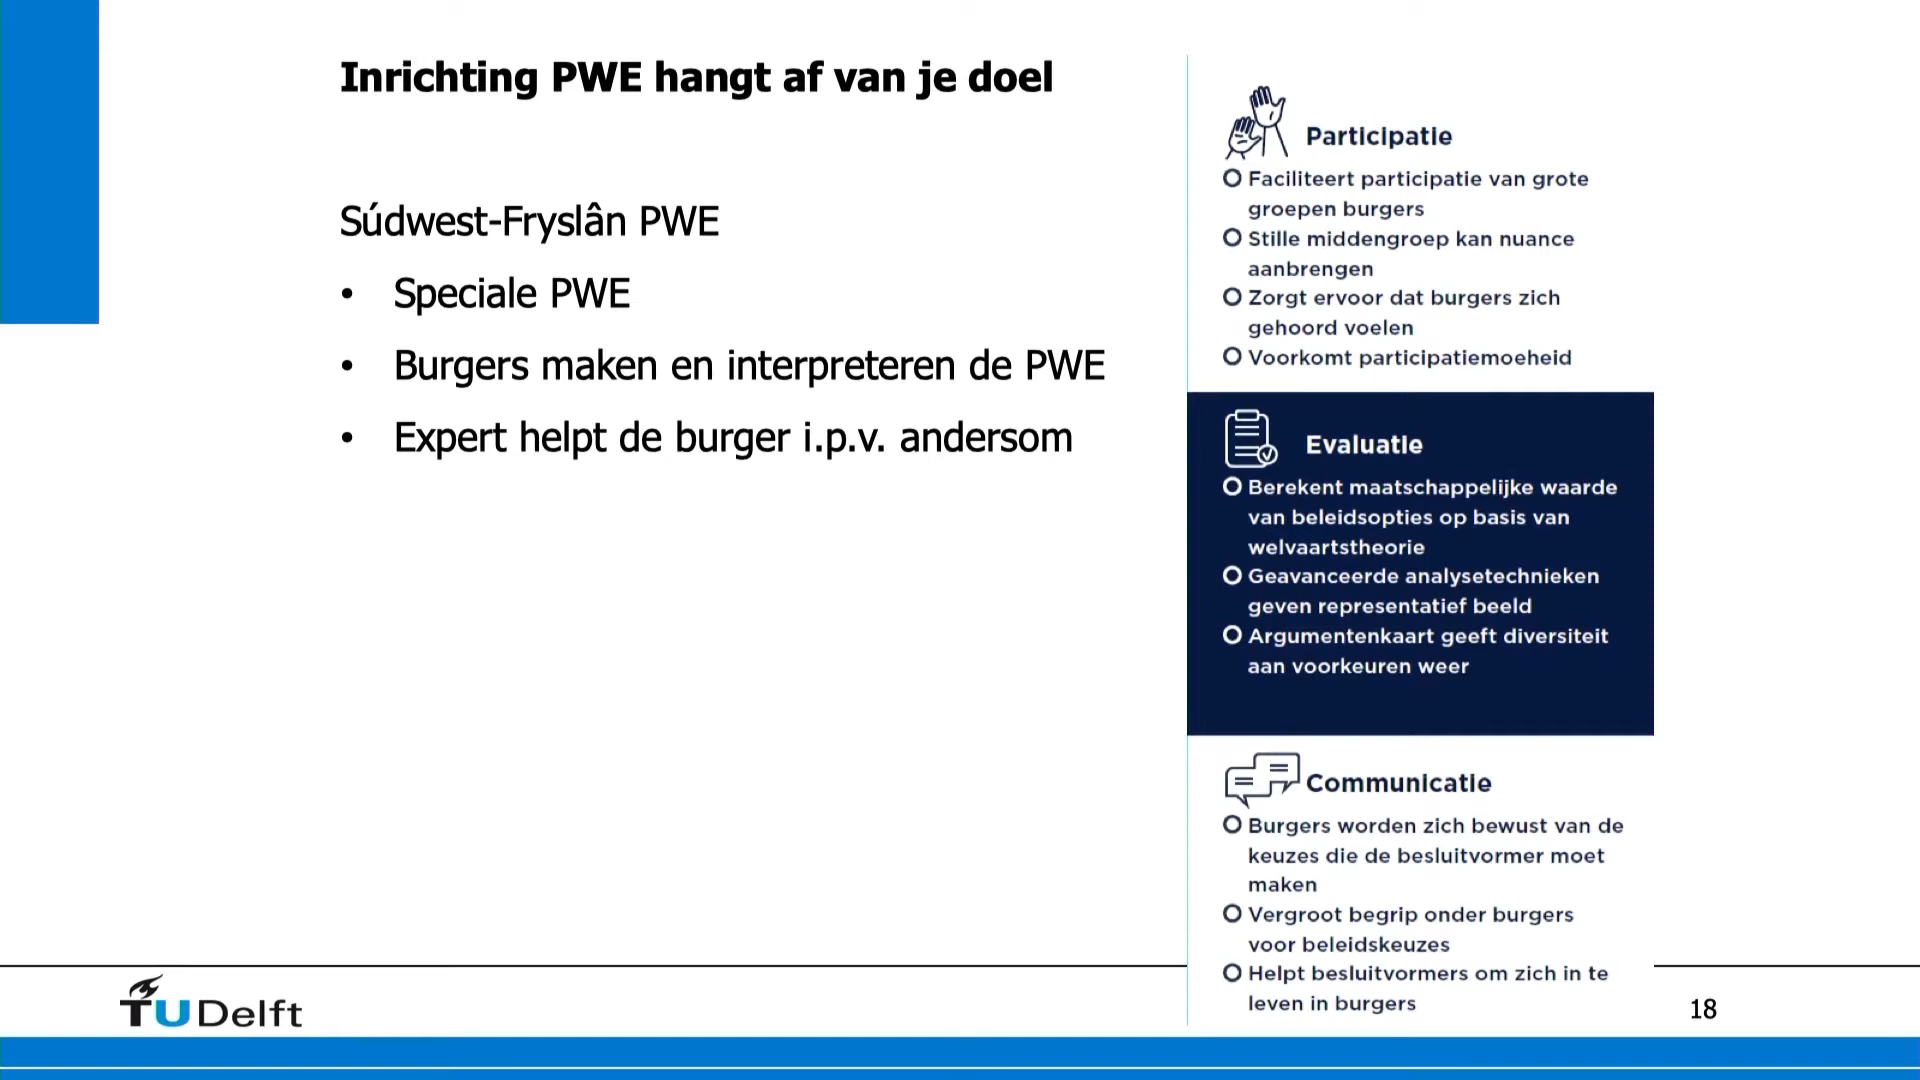 Inrichting PWE hangt af van je doel
Súdwest-Fryslân PWE
• Speciale PWE
• Burgers maken en interpreteren de PWE
• Expert helpt de burger i.p.v. andersom
Participatie
Faciliteert participatie van grote
groepen burgers
Stille middengroep kan nuance
aanbrengen
Zorgt ervoor dat burgers zich
gehoord voelen
Voorkomt participatiemoeheid
Evaluatie
Berekent maatschappelijke waarde
van beleidsopties op basis van
welvaartstheorie
Geavanceerde analysetechnieken
geven representatief beeld
Argumentenkaart geeft diversiteit
aan voorkeuren weer
Communicatie
Burgers worden zich bewust van de
keuzes die de besluitvormer moet
maken
Vergroot begrip onder burgers
voor beleidskeuzes
Helpt besluitvormers om zich in te
leven in burgers
TU Delft
18